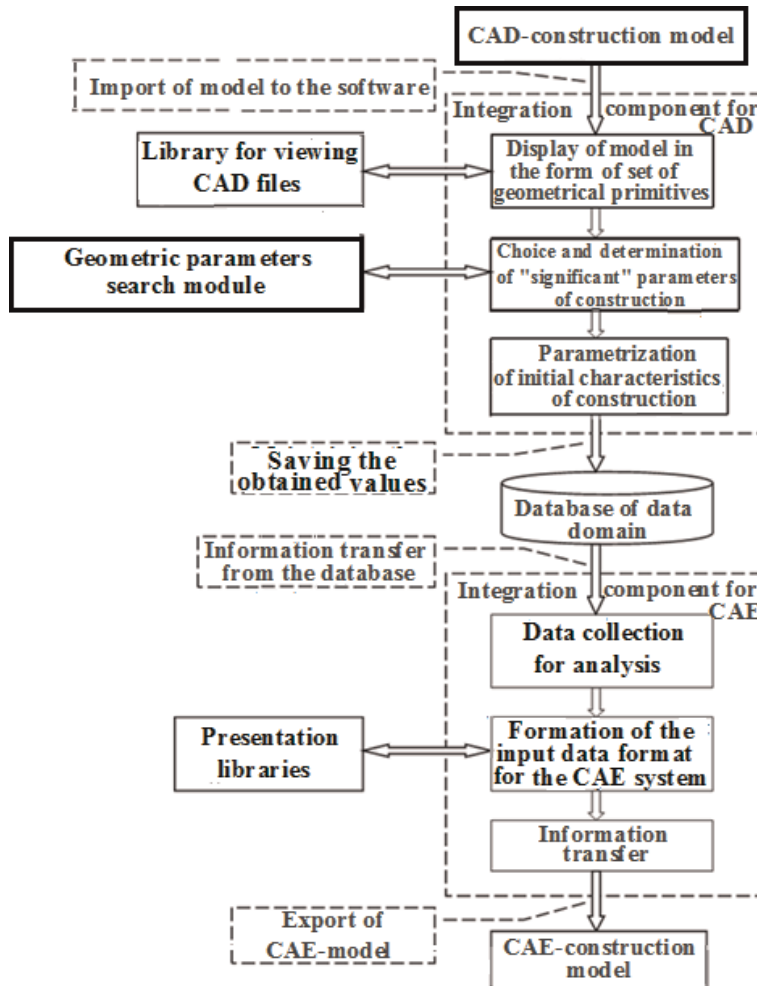 CAD-construction model
Import of model to the software
Integration component for
CAD
Library for viewing
CAD files
Display of model in
the form of set of
geometrical primitives
Geometric parameters
search module
Choice and determination
of "significant" parameters
of construction
Parametrization
of initial characteristics
of construction
Saving the
obtained values
Database of data
domain
Information transfer
from the database
Integration component for
CAE
Data collection
for analysis
Presentation
libraries
Formation of the
input data format
for the CAE system
Information
transfer
Export of
CAE-model
CAE-construction
model